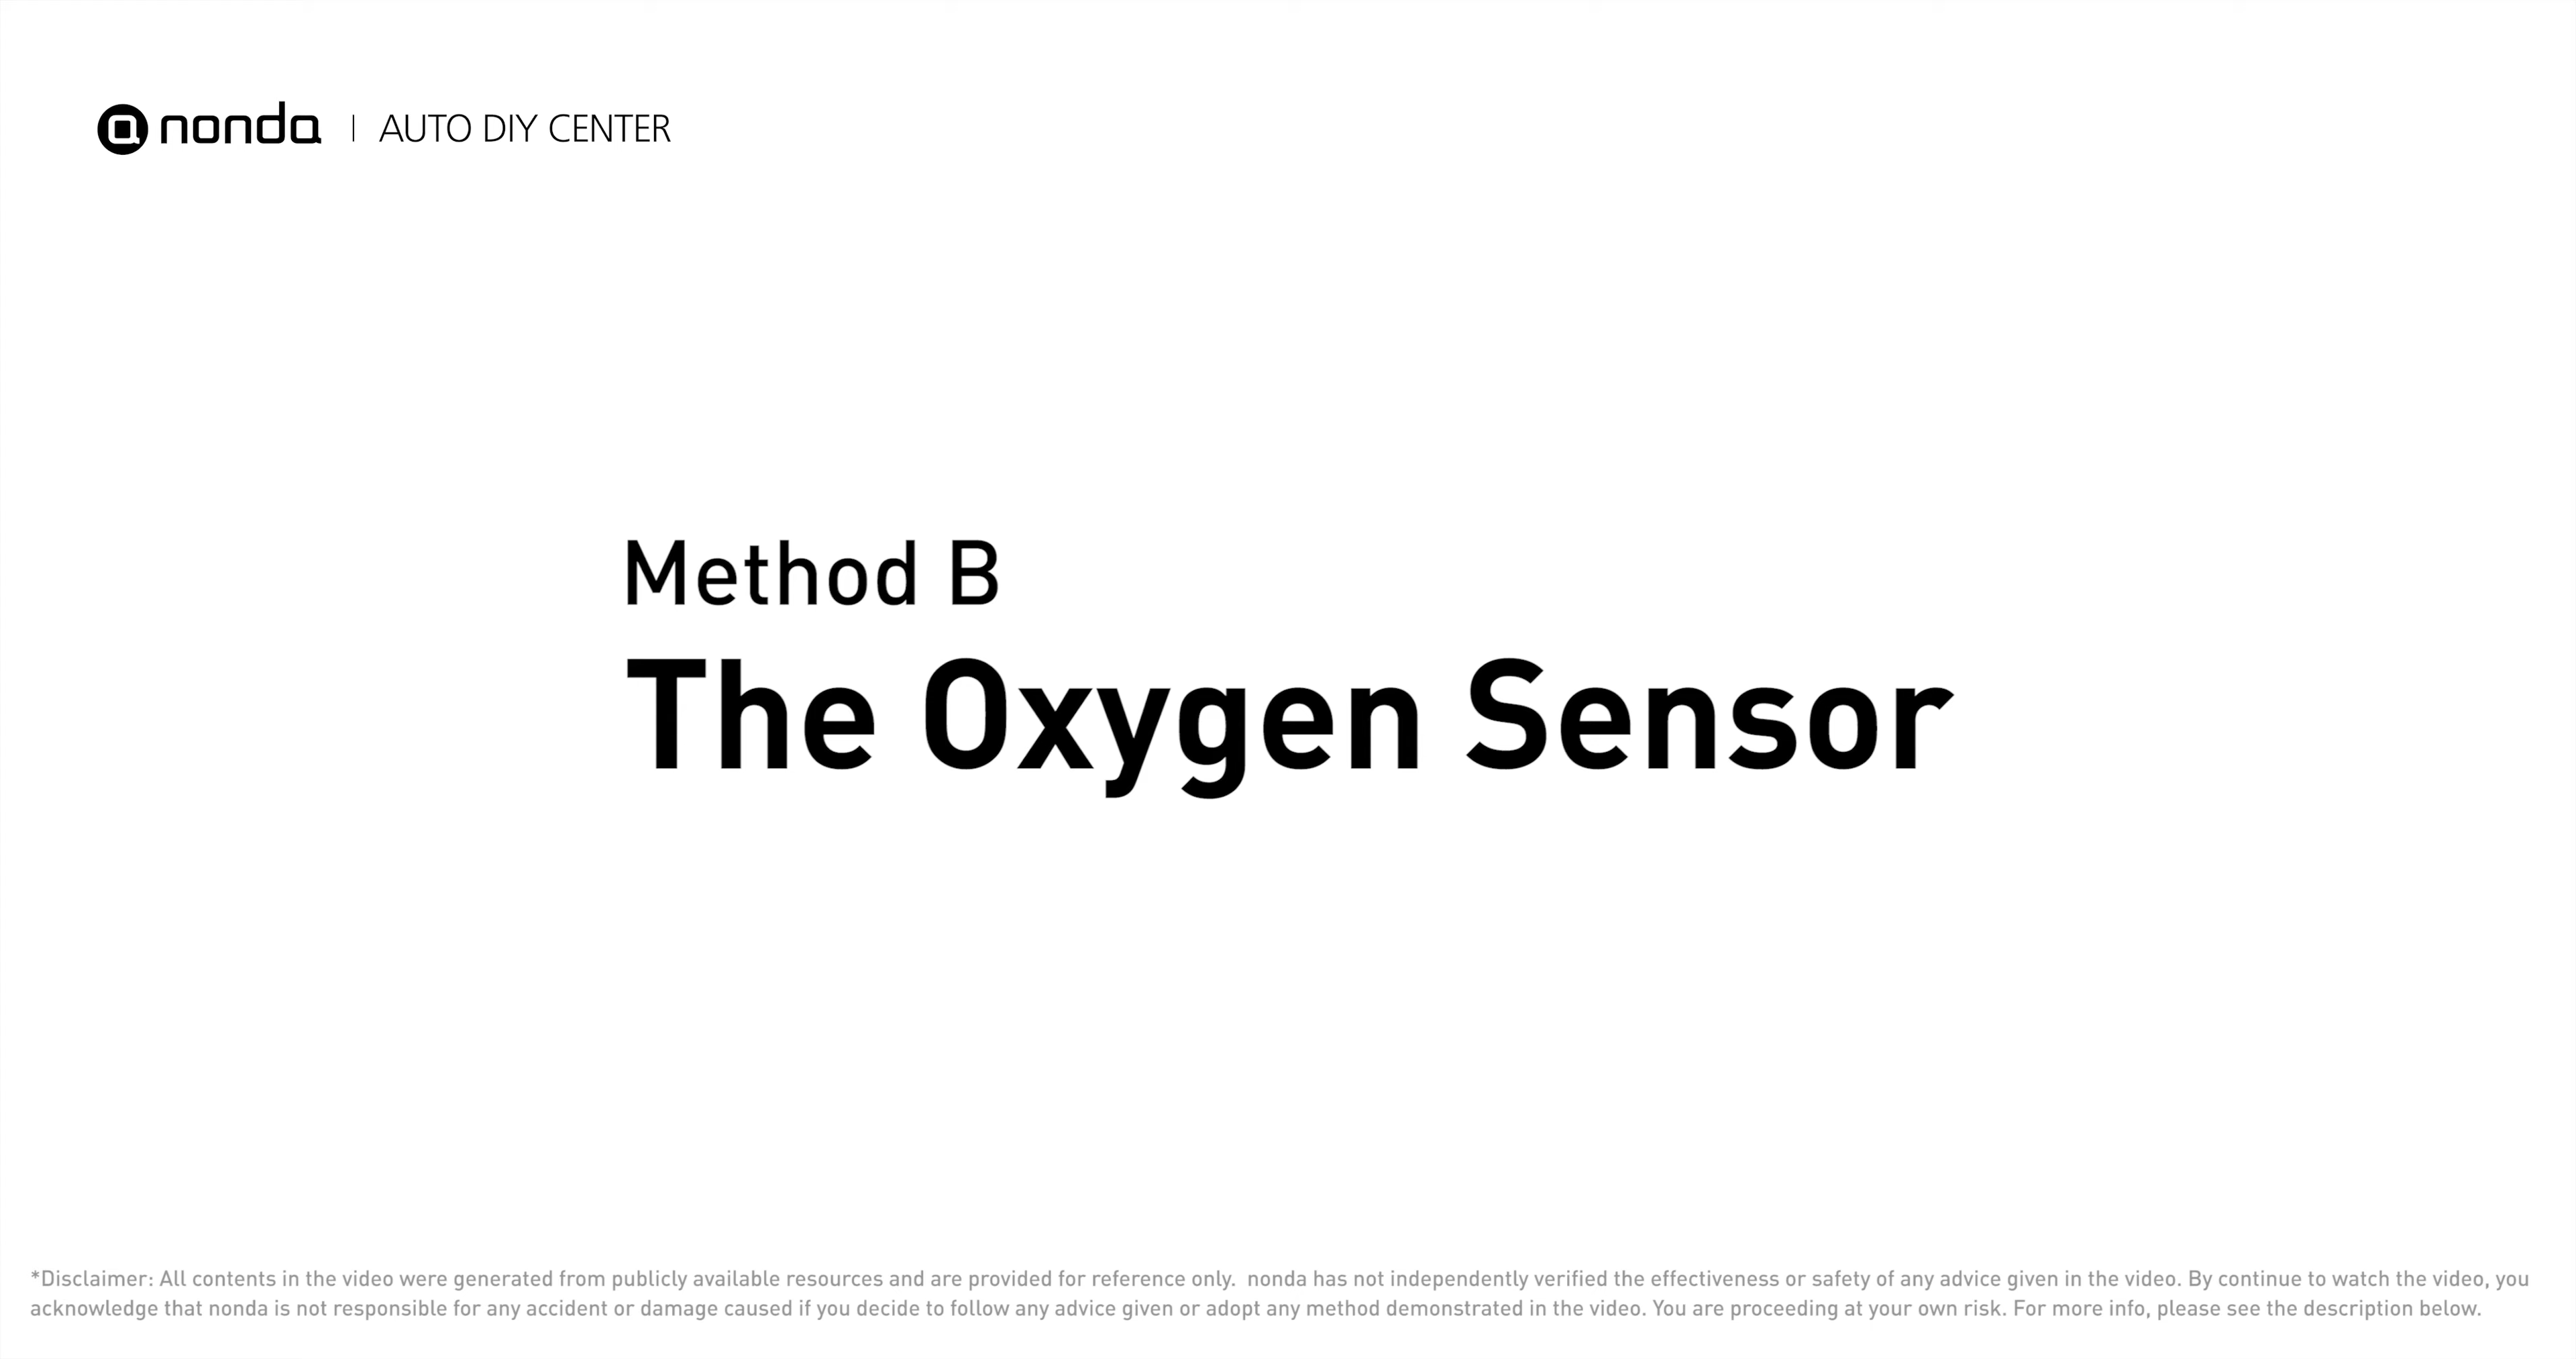 nonda | AUTO DIY CENTER
Method B
The Oxygen Sensor
*Disclaimer: All contents in the video were generated from publicly available resources and are provided for reference only.  nonda has not independently verified the effectiveness or safety of any advice given in the video. By continue to watch the video, you
acknowledge that nonda is not responsible for any accident or damage caused if you decide to follow any advice given or adopt any method demonstrated in the video. You are proceeding at your own risk. For more info, please see the description below.